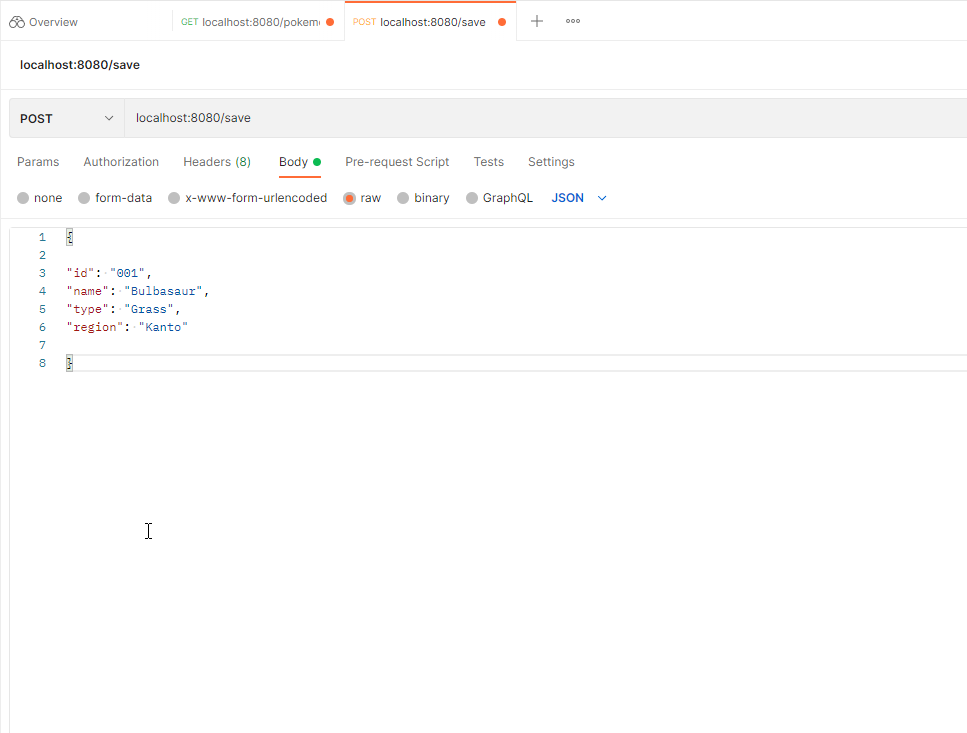 Overview GET localhost:8080/pokem POST localhost:8080/save
localhost:8080/save
POST localhost:8080/save
Params Authorization Headers (8) Body Pre-request Script Tests Settings
none form-data x-www-form-urlencoded raw binary GraphQL JSON
1 {
2
3 "id": "001",
4 "name": "Bulbasaur",
5 "type": "Grass",
6 "region": "Kanto"
7
8 }